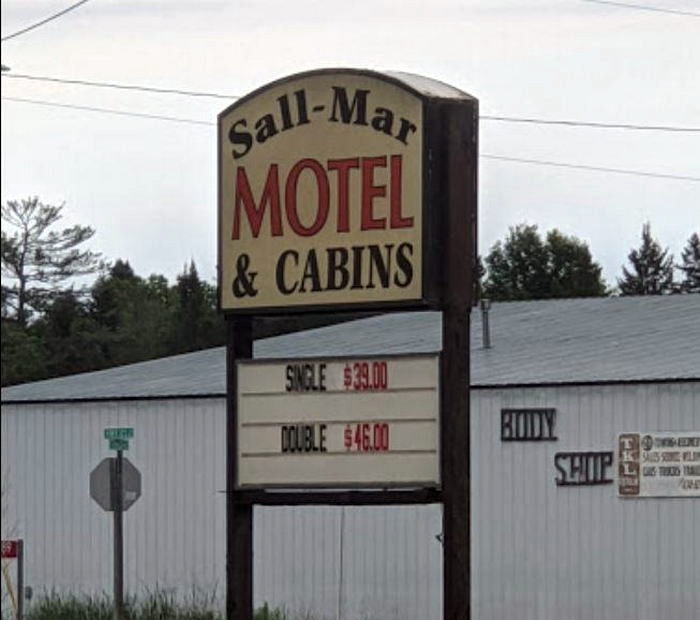 Sall-Mar
MOTEL
& CABINS
SINGLE $39.00
DOUBLE $46.00
BODY
SHOP